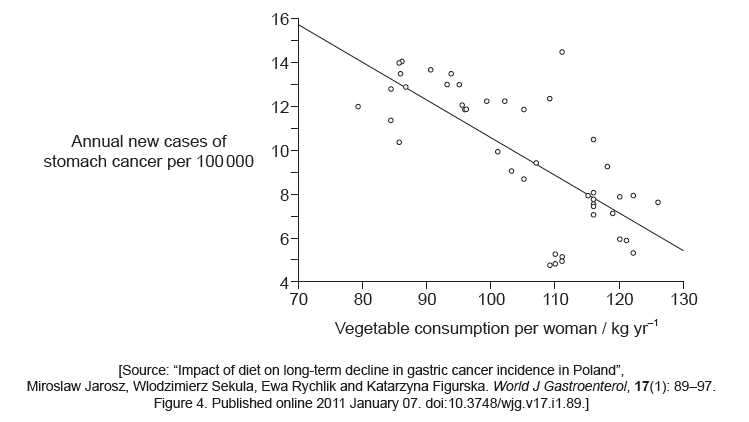 16
14
12
10
8
6
4
Annual new cases of
stomach cancer per 100 000
70 80 90 100 110 120 130
Vegetable consumption per woman / kg yr⁻¹
[Source: “Impact of diet on long-term decline in gastric cancer incidence in Poland”,
Miroslaw Jarosz, Wlodzimierz Sekula, Ewa Rychlik and Katarzyna Figurska. World J Gastroenterol, 17(1): 89–97.
Figure 4. Published online 2011 January 07. doi:10.3748/wjg.v17.i1.89.]